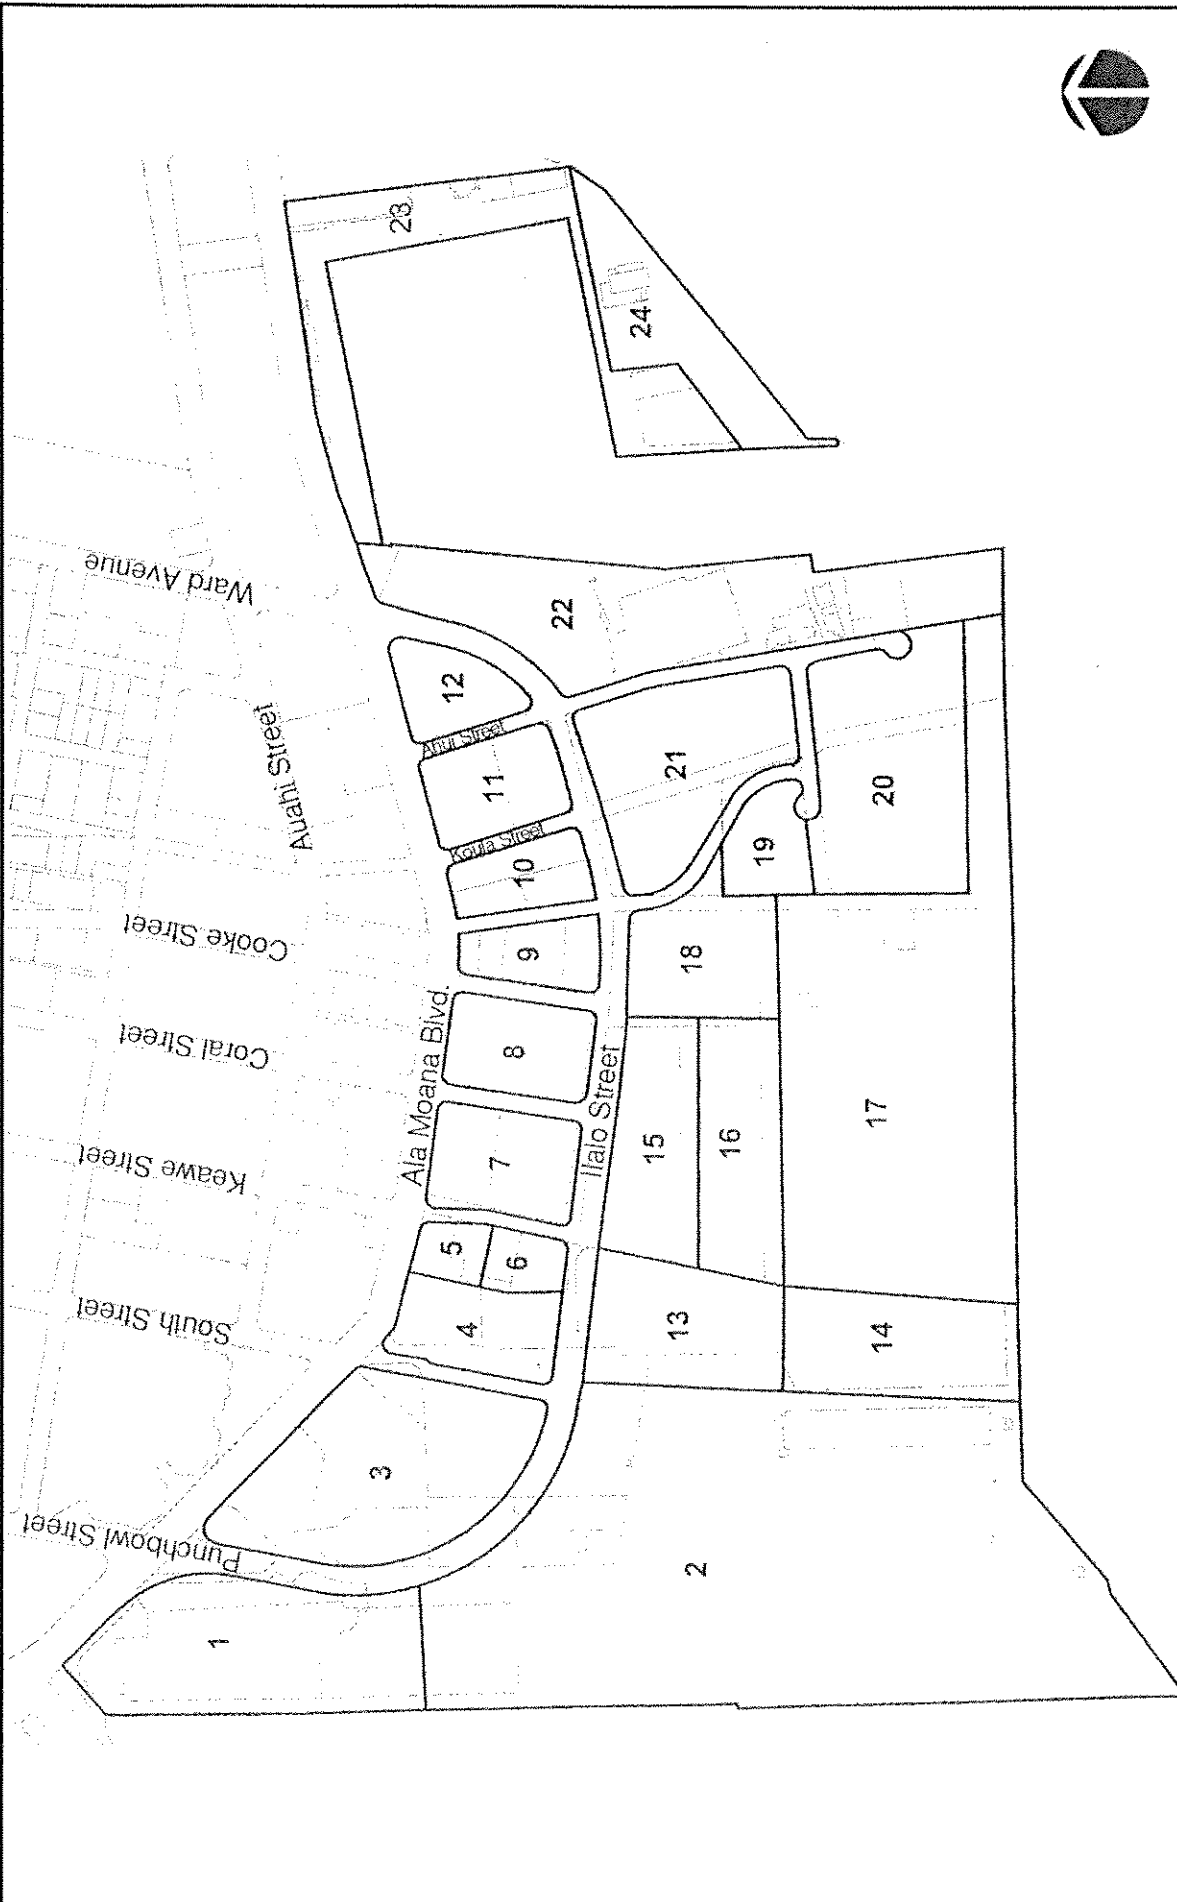 Punchbowl Street
South Street
Keawe Street
Coral Street
Cooke Street
Auahi Street
Ward Avenue
Ala Moana Blvd.
Ilalo Street
Koula Street
Ahui Street
1
2
3
4
5
6
7
8
9
10
11
12
13
14
15
16
17
18
19
20
21
22
23
24